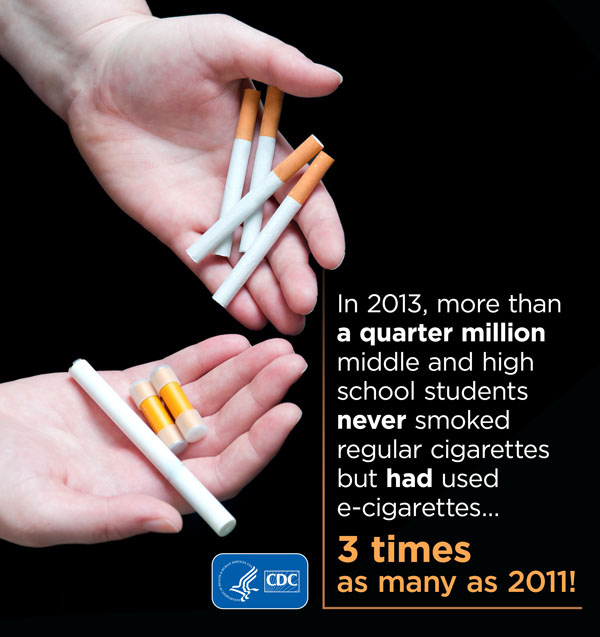 In 2013, more than
a quarter million
middle and high
school students
never smoked
regular cigarettes
but had used
e-cigarettes...
3 times
as many as 2011!
CDC